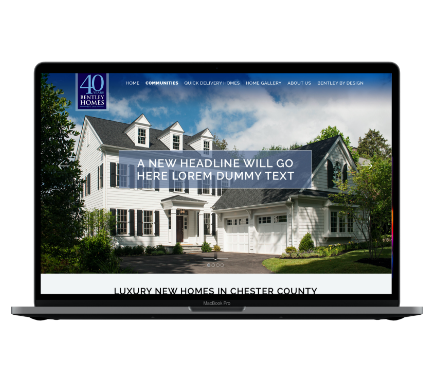 40
BENTLEY
HOMES
HOME COMMUNITIES QUICK DELIVERY HOMES HOME GALLERY ABOUT US BENTLEY BY DESIGN
A NEW HEADLINE WILL GO
HERE LOREM DUMMY TEXT
LUXURY NEW HOMES IN CHESTER COUNTY
MacBook Pro